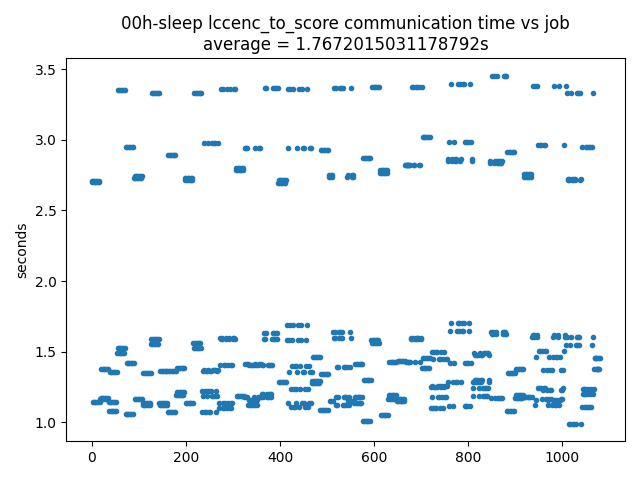 00h-sleep lccenc_to_score communication time vs job
average = 1.7672015031178792s
3.5
3.0
2.5
2.0
1.5
1.0
seconds
0 200 400 600 800 1000